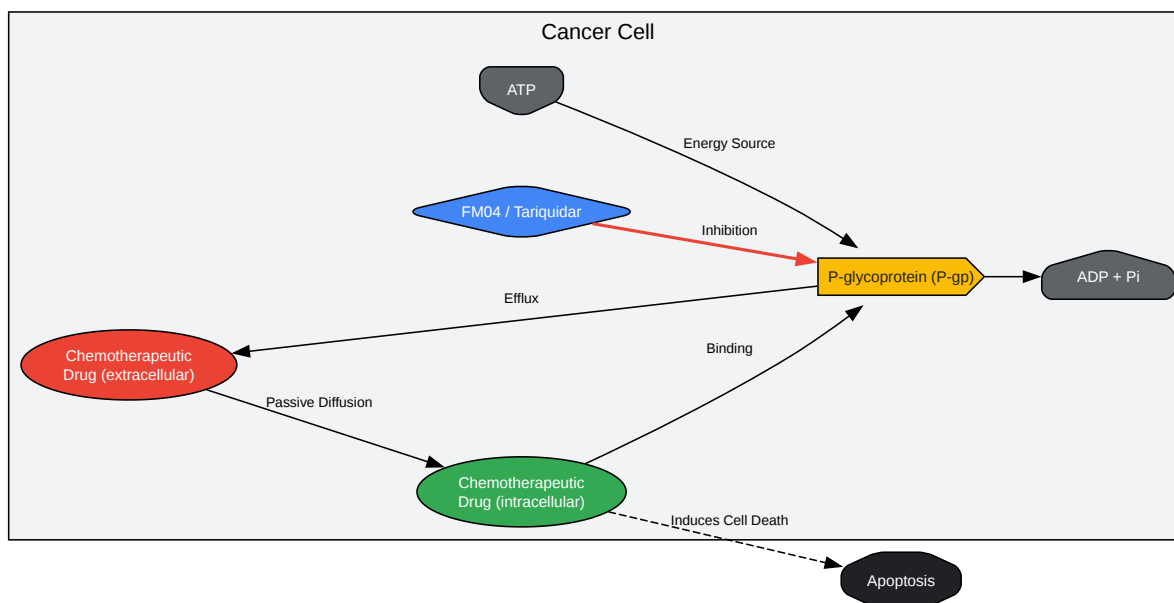 Cancer Cell
ATP
Energy Source
FM04 / Tariquidar
Inhibition
P-glycoprotein (P-gp)
ADP + Pi
Efflux
Chemotherapeutic
Drug (extracellular)
Binding
Passive Diffusion
Chemotherapeutic
Drug (intracellular)
Induces Cell Death
Apoptosis